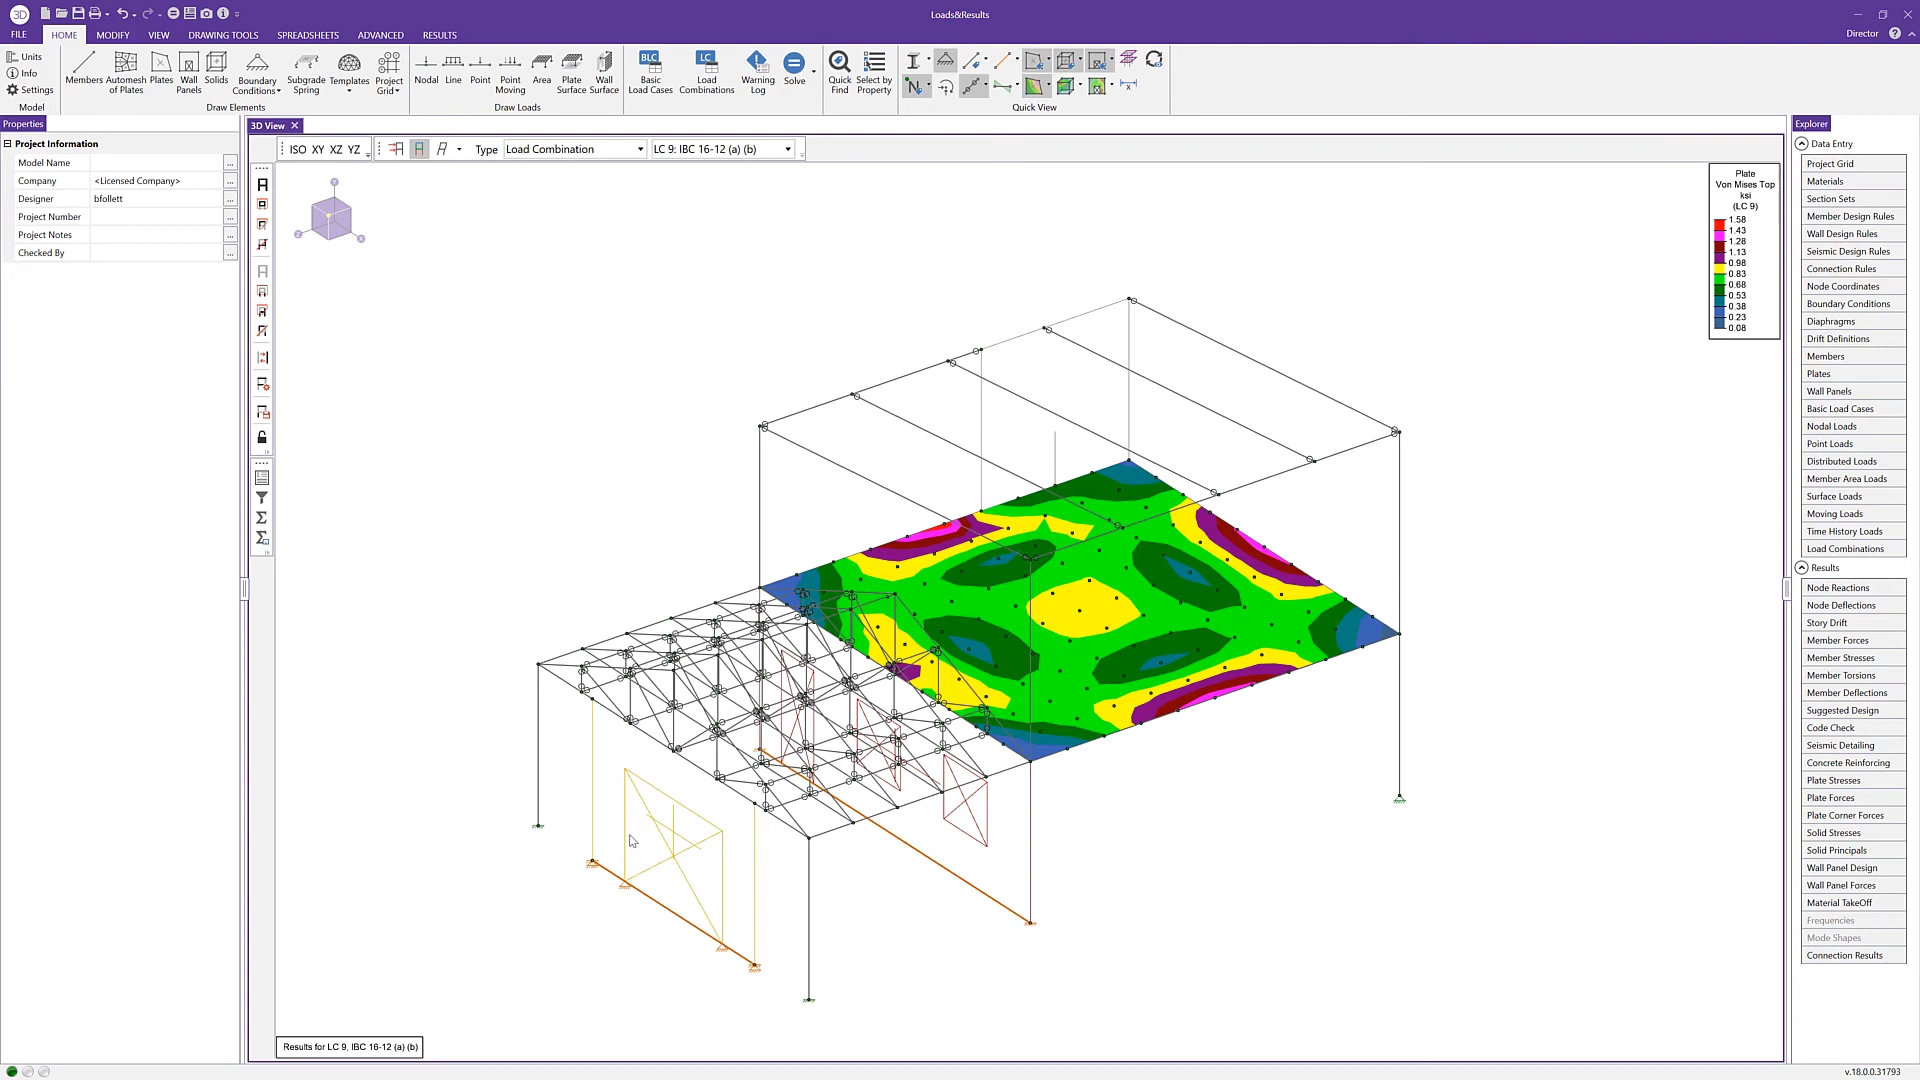 3D
Loads&Results
FILE
HOME
MODIFY
VIEW
DRAWING TOOLS
SPREADSHEETS
ADVANCED
RESULTS
Director
Units
Info
Settings
Model
Members
Automesh of Plates
Plates
Wall Panels
Solids
Boundary Conditions
Subgrade Spring
Templates
Project Grid
Draw Elements
Nodal
Line
Point
Point Moving
Area
Plate Surface
Wall Surface
Draw Loads
BLC
Basic Load Cases
LC
Load Combinations
Warning Log
Solve
Quick Find
Select by Property
Quick View
Properties
Project Information
Model Name
Company <Licensed Company>
Designer bfollett
Project Number
Project Notes
Checked By
3D View
ISO XY XZ YZ
Type
Load Combination
LC 9: IBC 16-12 (a) (b)
Y
Z
X
Plate
Von Mises Top
ksi
(LC 9)
1.58
1.43
1.28
1.13
0.98
0.83
0.68
0.53
0.38
0.23
0.08
Results for LC 9, IBC 16-12 (a) (b)
Explorer
Data Entry
Project Grid
Materials
Section Sets
Member Design Rules
Wall Design Rules
Seismic Design Rules
Connection Rules
Node Coordinates
Boundary Conditions
Diaphragms
Drift Definitions
Members
Plates
Wall Panels
Basic Load Cases
Nodal Loads
Point Loads
Distributed Loads
Member Area Loads
Surface Loads
Moving Loads
Time History Loads
Load Combinations
Results
Node Reactions
Node Deflections
Story Drift
Member Forces
Member Stresses
Member Torsions
Member Deflections
Suggested Design
Code Check
Seismic Detailing
Concrete Reinforcing
Plate Stresses
Plate Forces
Plate Corner Forces
Solid Stresses
Solid Principals
Wall Panel Design
Wall Panel Forces
Material TakeOff
Frequencies
Mode Shapes
Connection Results
v.18.0.0.31793